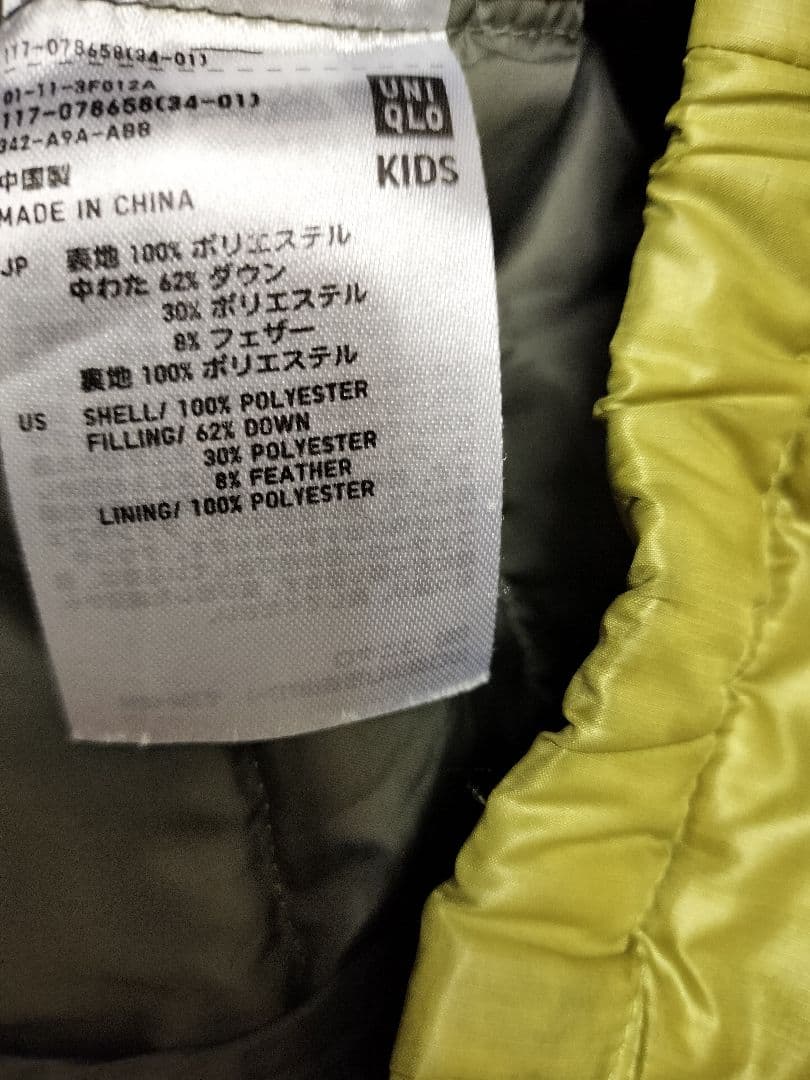 117-078658(34-01)
01-11-3F012A
117-078658(34-01)
342-A9A-A88
UNI
QLO
KIDS
中国製
MADE IN CHINA
JP 表地 100% ポリエステル
中わた 62% ダウン
30% ポリエステル
8% フェザー
裏地 100% ポリエステル
US SHELL/ 100% POLYESTER
FILLING/ 62% DOWN
30% POLYESTER
8% FEATHER
LINING/ 100% POLYESTER